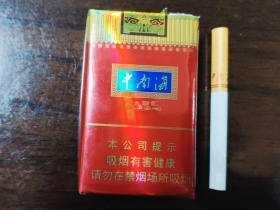 中南海
本公司提示
吸烟有害健康
请勿在禁烟场所吸烟